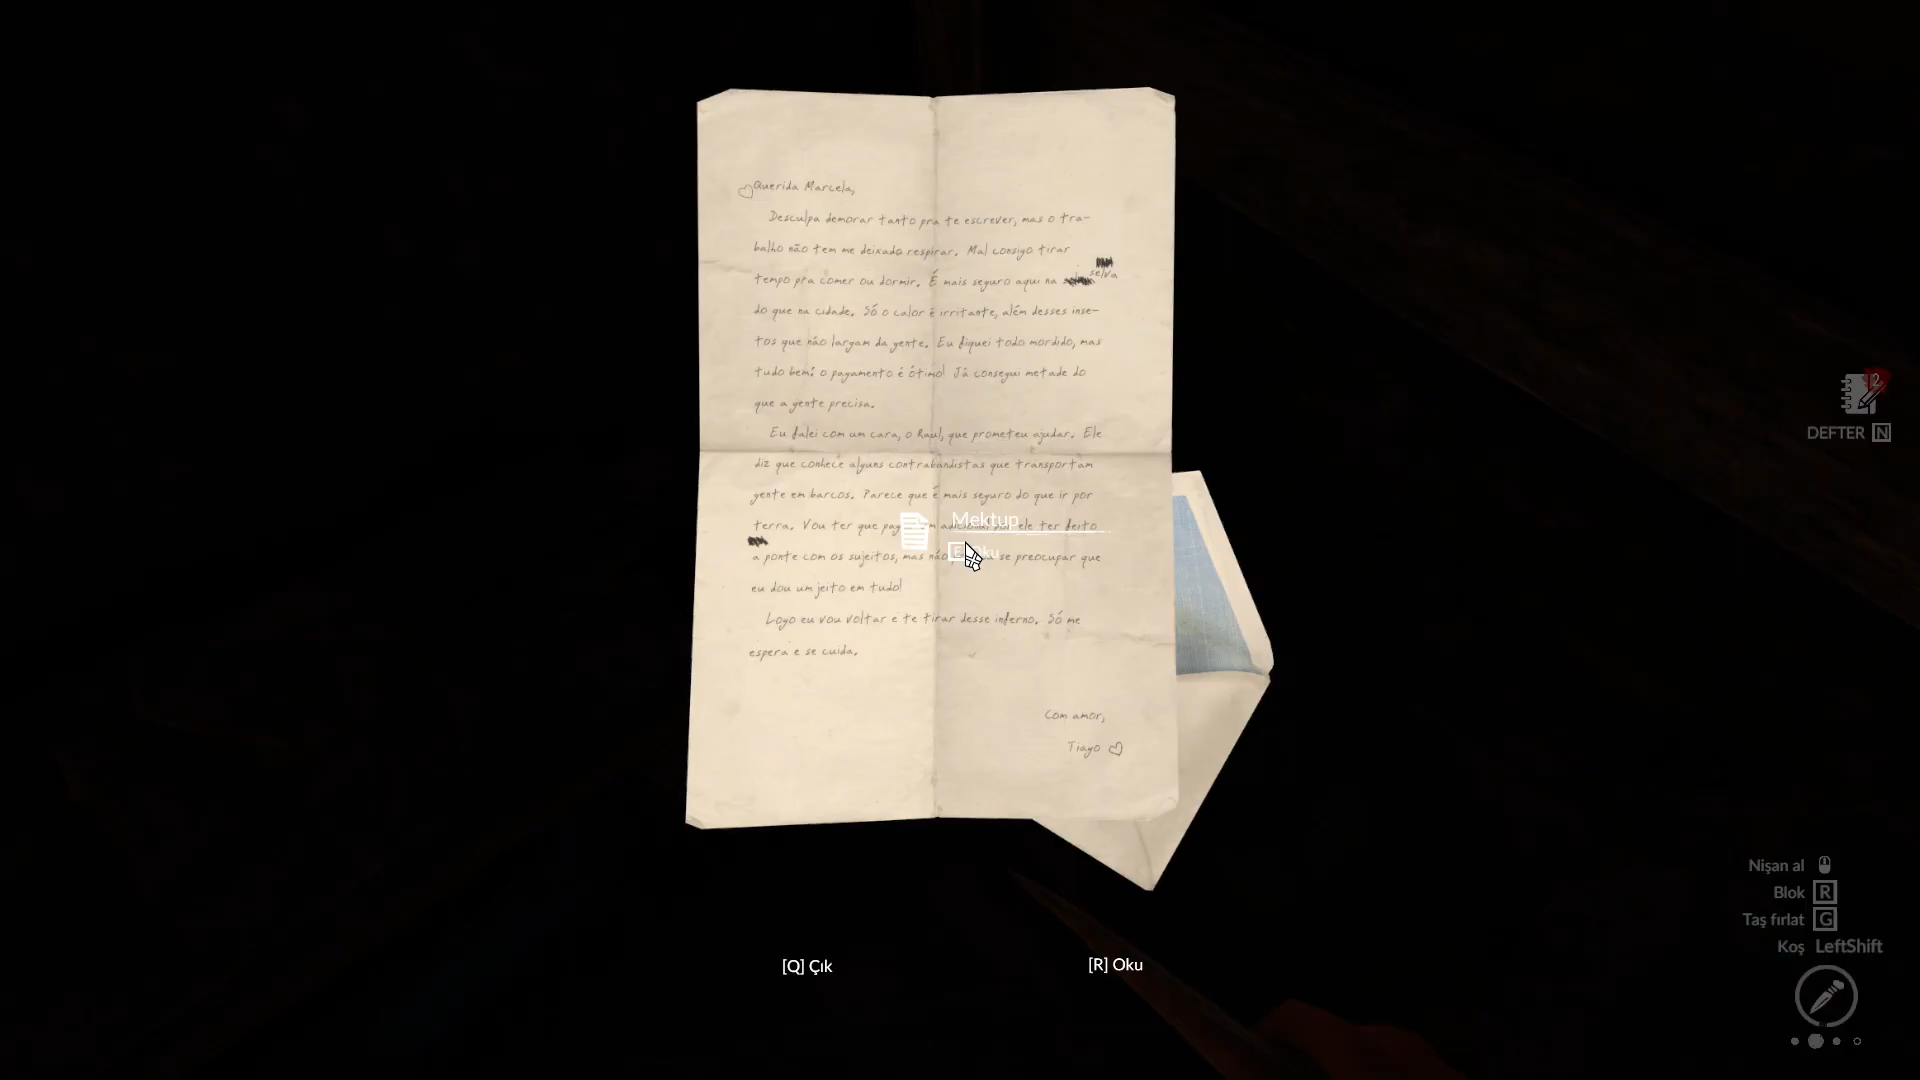 Querida Marcela,
Desculpa demorar tanto pra te escrever, mas o tra-
balho não tem me deixado respirar. Mal consigo tirar
tempo pra comer ou dormir. É mais seguro aqui na selva
do que na cidade. Só o calor é irritante, além desses inse-
tos que não largam da gente. Eu fiquei todo mordido, mas
tudo bem: o pagamento é ótimo! Já consegui metade do
que a gente precisa.
Eu falei com um cara, o Raul, que prometeu ajudar. Ele
diz que conhece alguns contrabandistas que transportam
gente em barcos. Parece que é mais seguro do que ir por
terra. Vou ter que adicional por ele ter feito
a ponte com os sujeitos, mas não se preocupar que
eu dou um jeito em tudo!
Logo eu vou voltar e te tirar desse inferno. Só me
espera e se cuida.
Com amor,
Tiago
Mektup
[Q] Çık
[R] Oku
2
DEFTER N
Nişan al
Blok R
Taş fırlat G
Koş LeftShift